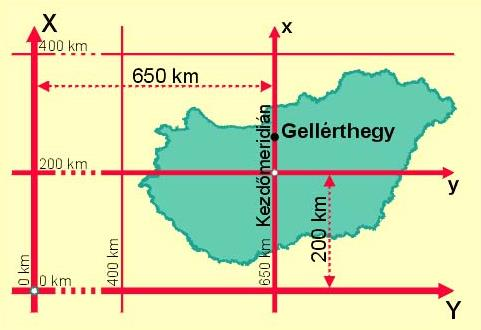 X
x
400 km
650 km
Kezdőmeridián
Gellérthegy
200 km
y
200 km
0 km
400 km
650 km
0 km
Y